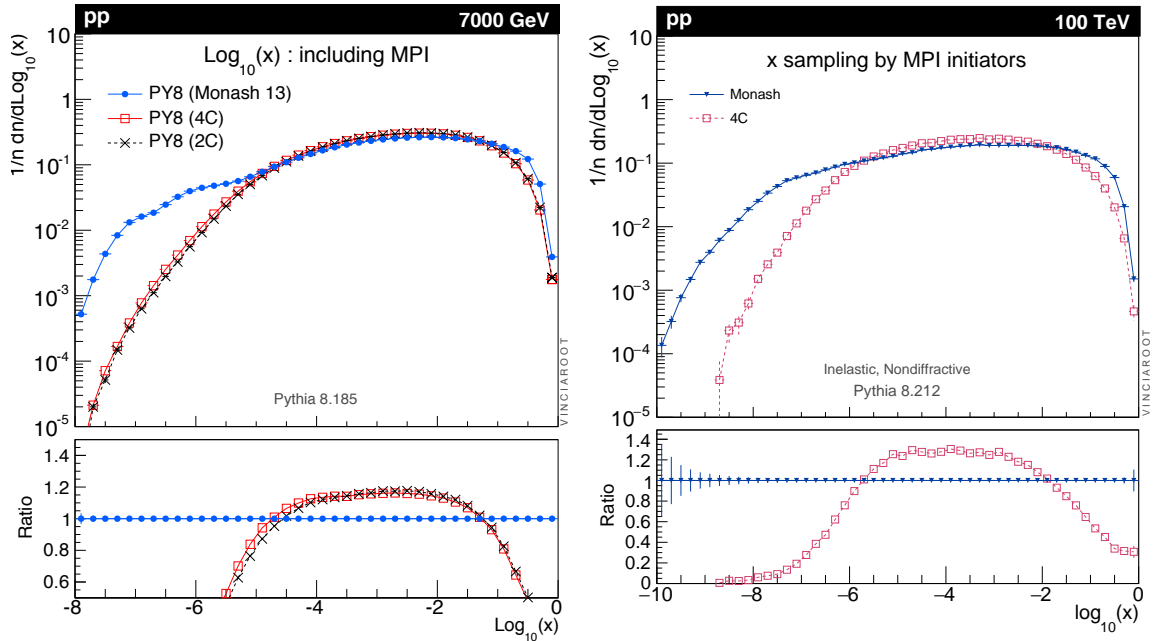 pp 7000 GeV
1/n dn/dLog10(x)
10
1
10^−1
10^−2
10^−3
10^−4
10^−5
Log10(x) : including MPI
PY8 (Monash 13)
PY8 (4C)
PY8 (2C)
Pythia 8.185
VINCIAROOT
Ratio
1.4
1.2
1
0.8
0.6
-8 -6 -4 -2 0
Log10(x)
pp 100 TeV
1/n dn/dLog10(x)
10
1
10^−1
10^−2
10^−3
10^−4
10^−5
x sampling by MPI initiators
Monash
4C
Inelastic, Nondiffractive
Pythia 8.212
VINCIAROOT
Ratio
1.4
1.2
1
0.8
0.6
0.4
0.2
0
−10 −8 −6 −4 −2 0
log10(x)